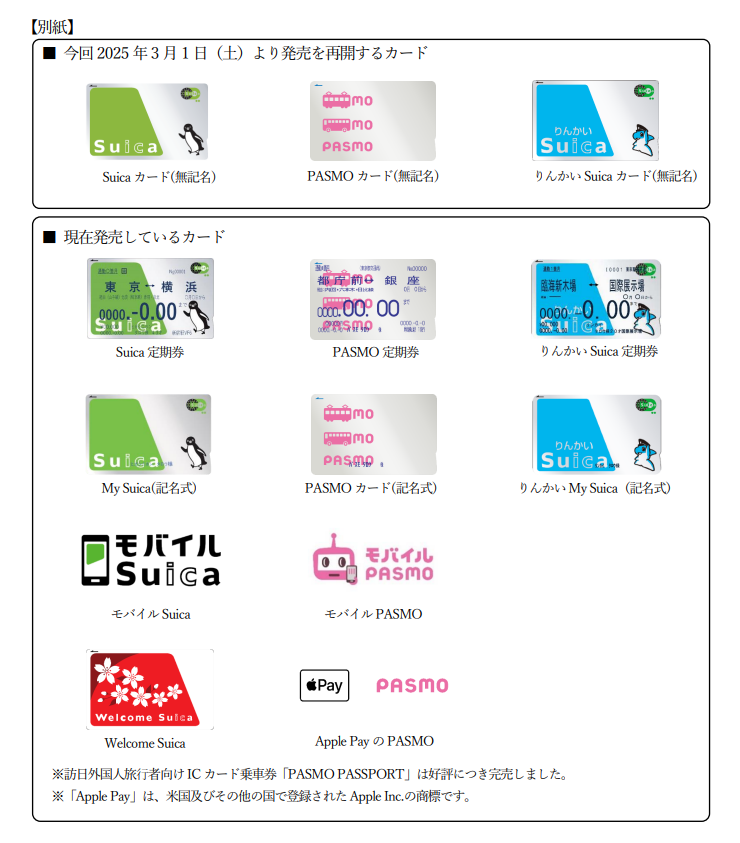 【別紙】
■ 今回 2025 年 3 月 1 日（土）より発売を再開するカード
Suica
mo
mo
PASMO
りんかい
Suica
Suica カード(無記名)
PASMO カード(無記名)
りんかい Suica カード(無記名)
■ 現在発売しているカード
東 京 ↔ 横 浜
0000.-0.00
Suica
都庁前 ↔ 銀 座
0000.00.00
臨海新木場 ↔ 国際展示場
0000.-0.00
Suica
Suica 定期券
PASMO 定期券
りんかい Suica 定期券
Suica
mo
mo
PASMO
りんかい
Suica
My Suica(記名式)
PASMO カード(記名式)
りんかい My Suica（記名式）
モバイル
Suica
モバイル
PASMO
モバイル Suica
モバイル PASMO
Welcome Suica
Pay
PASMO
Welcome Suica
Apple Pay の PASMO
※訪日外国人旅行者向け IC カード乗車券「PASMO PASSPORT」は好評につき完売しました。
※「Apple Pay」は、米国及びその他の国で登録された Apple Inc.の商標です。